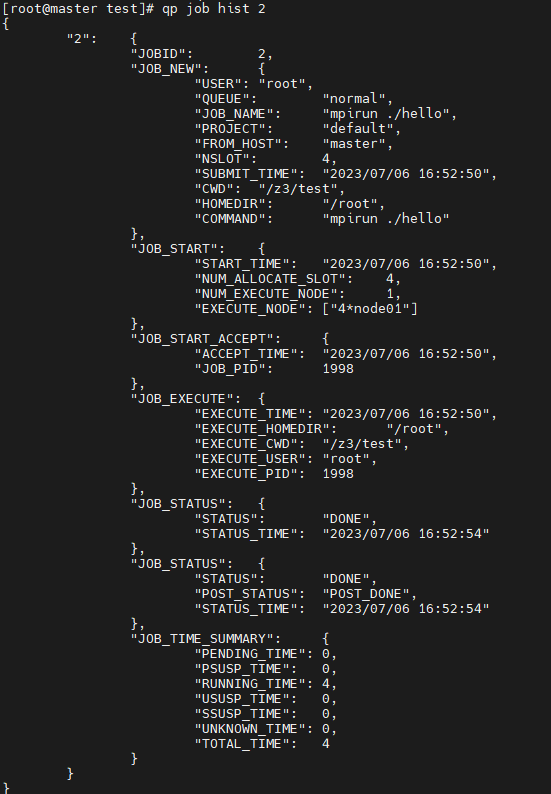 [root@master test]# qp job hist 2
{
	"2":	{
		"JOBID":	2,
		"JOB_NEW":	{
			"USER":	"root",
			"QUEUE":	"normal",
			"JOB_NAME":	"mpirun ./hello",
			"PROJECT":	"default",
			"FROM_HOST":	"master",
			"NSLOT":	4,
			"SUBMIT_TIME":	"2023/07/06 16:52:50",
			"CWD":	"/z3/test",
			"HOMEDIR":	"/root",
			"COMMAND":	"mpirun ./hello"
		},
		"JOB_START":	{
			"START_TIME":	"2023/07/06 16:52:50",
			"NUM_ALLOCATE_SLOT":	4,
			"NUM_EXECUTE_NODE":	1,
			"EXECUTE_NODE":	["4*node01"]
		},
		"JOB_START_ACCEPT":	{
			"ACCEPT_TIME":	"2023/07/06 16:52:50",
			"JOB_PID":	1998
		},
		"JOB_EXECUTE":	{
			"EXECUTE_TIME":	"2023/07/06 16:52:50",
			"EXECUTE_HOMEDIR":	"/root",
			"EXECUTE_CWD":	"/z3/test",
			"EXECUTE_USER":	"root",
			"EXECUTE_PID":	1998
		},
		"JOB_STATUS":	{
			"STATUS":	"DONE",
			"STATUS_TIME":	"2023/07/06 16:52:54"
		},
		"JOB_STATUS":	{
			"STATUS":	"DONE",
			"POST_STATUS":	"POST_DONE",
			"STATUS_TIME":	"2023/07/06 16:52:54"
		},
		"JOB_TIME_SUMMARY":	{
			"PENDING_TIME":	0,
			"PSUSP_TIME":	0,
			"RUNNING_TIME":	4,
			"USUSP_TIME":	0,
			"SSUSP_TIME":	0,
			"UNKNOWN_TIME":	0,
			"TOTAL_TIME":	4
		}
	}
}